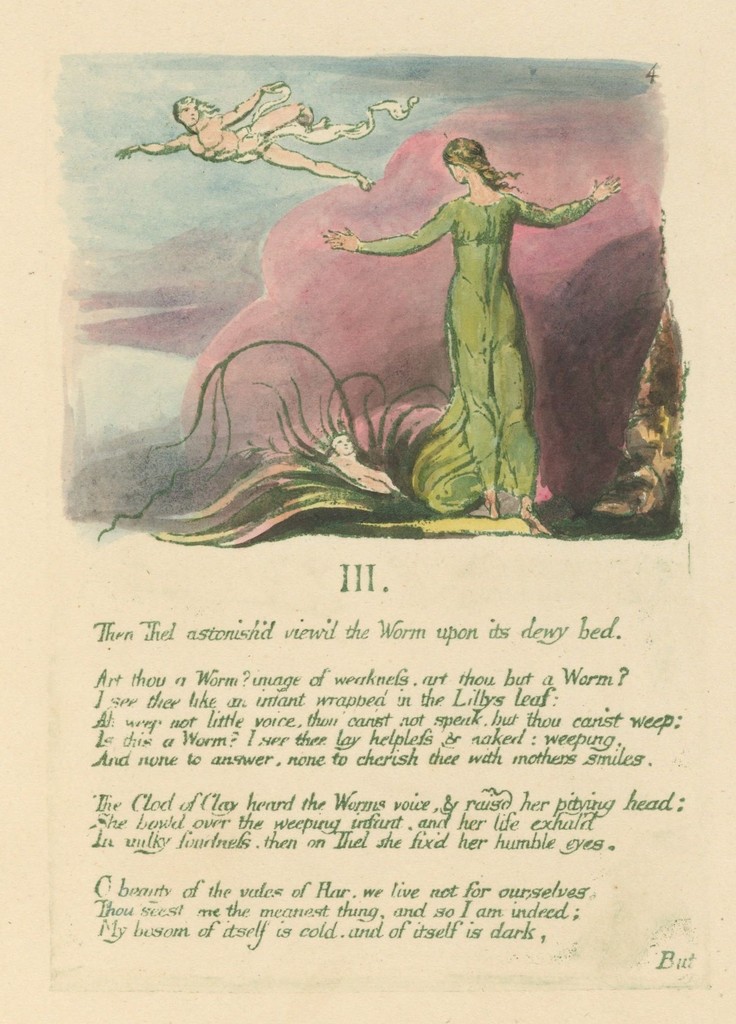 4
III.
Then Thel astonish'd view'd the Worm upon its dewy bed.
Art thou a Worm? image of weakneſs. art thou but a Worm?
I see thee like an infant wrapped in the Lillys leaf:
Ah weep not little voice, thou can'st not speak, but thou can'st weep:
Is this a Worm? I see thee lay helpleſs & naked: weeping,
And none to answer, none to cherish thee with mothers smiles.
The Clod of Clay heard the Worms voice, & rais'd her pitying head:
She bow'd over the weeping infant, and her life exhal'd
In milky fondneſs, then on Thel she fix'd her humble eyes.
O beauty of the vales of Har, we live not for ourselves,
Thou seest me the meanest thing, and so I am indeed;
My bosom of itself is cold, and of itself is dark,
But